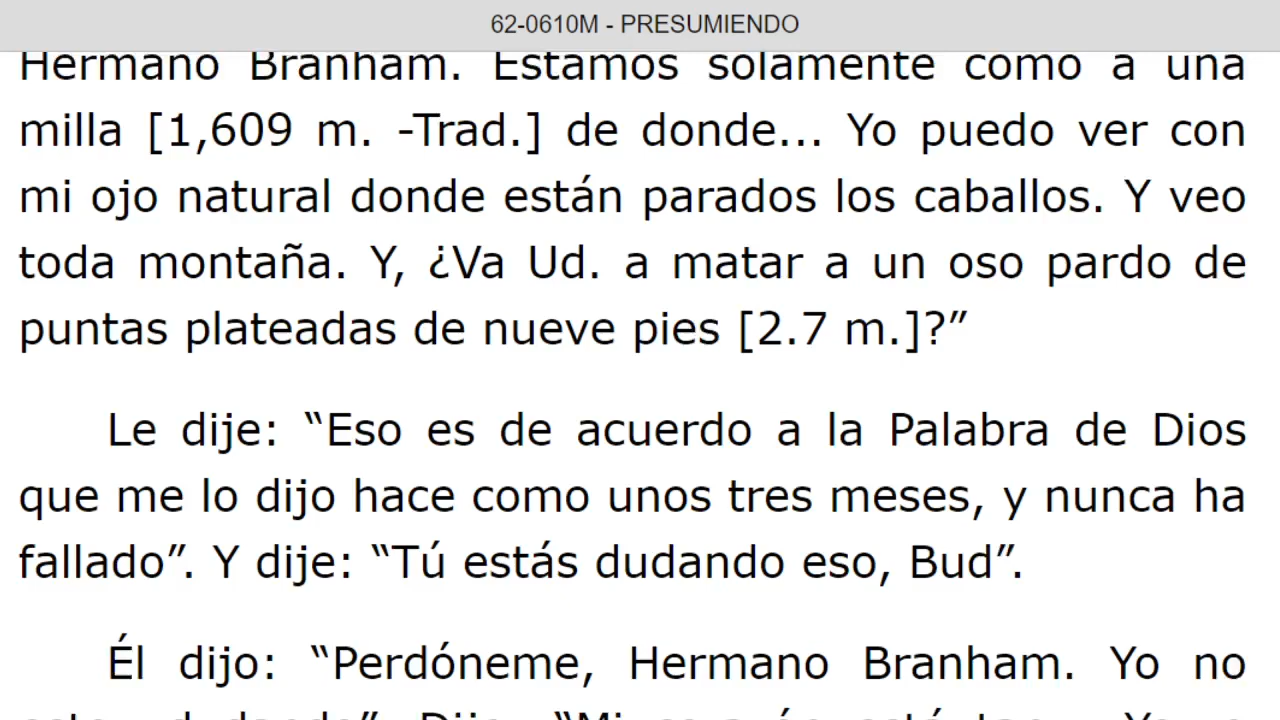 62-0610M - PRESUMIENDO
Hermano Branham. Estamos solamente como a una
milla [1,609 m. -Trad.] de donde... Yo puedo ver con
mi ojo natural donde están parados los caballos. Y veo
toda montaña. Y, ¿Va Ud. a matar a un oso pardo de
puntas plateadas de nueve pies [2.7 m.]?”
Le dije: “Eso es de acuerdo a la Palabra de Dios
que me lo dijo hace como unos tres meses, y nunca ha
fallado”. Y dije: “Tú estás dudando eso, Bud”.
Él dijo: “Perdóneme, Hermano Branham. Yo no